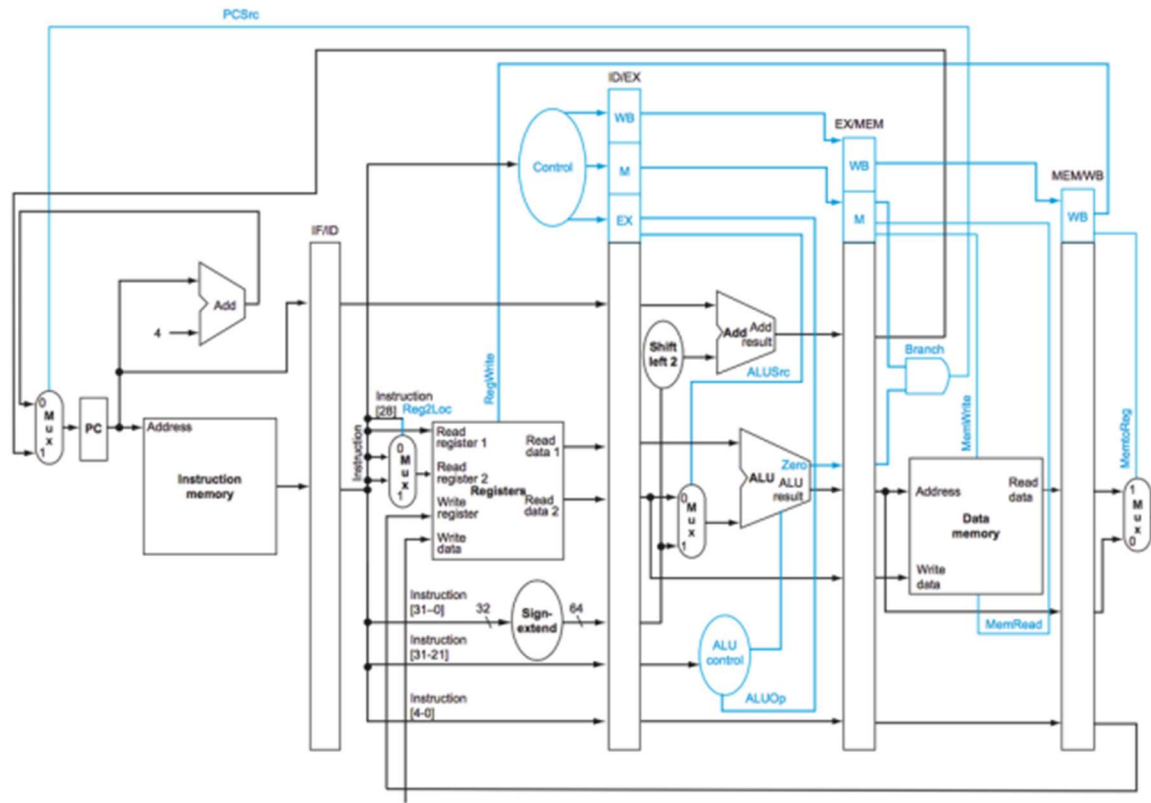 PCSrc
ID/EX
WB
Control
M
EX
EX/MEM
WB
M
MEM/WB
WB
IF/ID
Add
4
0
M
u
x
1
PC
Address
Instruction
memory
Instruction
Instruction
[28]
Reg2Loc
RegWrite
0
M
u
x
1
Read
register 1
Read
register 2
Write
register
Write
data
Registers
Read
data 1
Read
data 2
Shift
left 2
Add
Add
result
ALUSrc
0
M
u
x
1
Zero
ALU
ALU
result
Branch
MemWrite
Address
Read
data
Data
memory
Write
data
MemRead
MemtoReg
1
M
u
x
0
Instruction
[31–0]
32
Sign-
extend
64
Instruction
[31-21]
ALU
control
ALUOp
Instruction
[4-0]